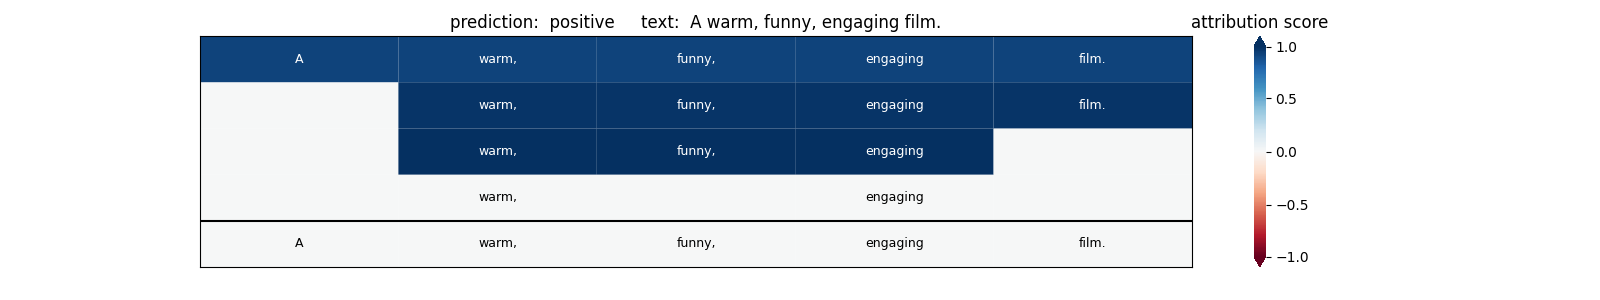 prediction:  positive     text:  A warm, funny, engaging film.
attribution score
A warm, funny, engaging film.
warm, funny, engaging film.
warm, funny, engaging
warm, engaging
A warm, funny, engaging film.
1.0
0.5
0.0
−0.5
−1.0